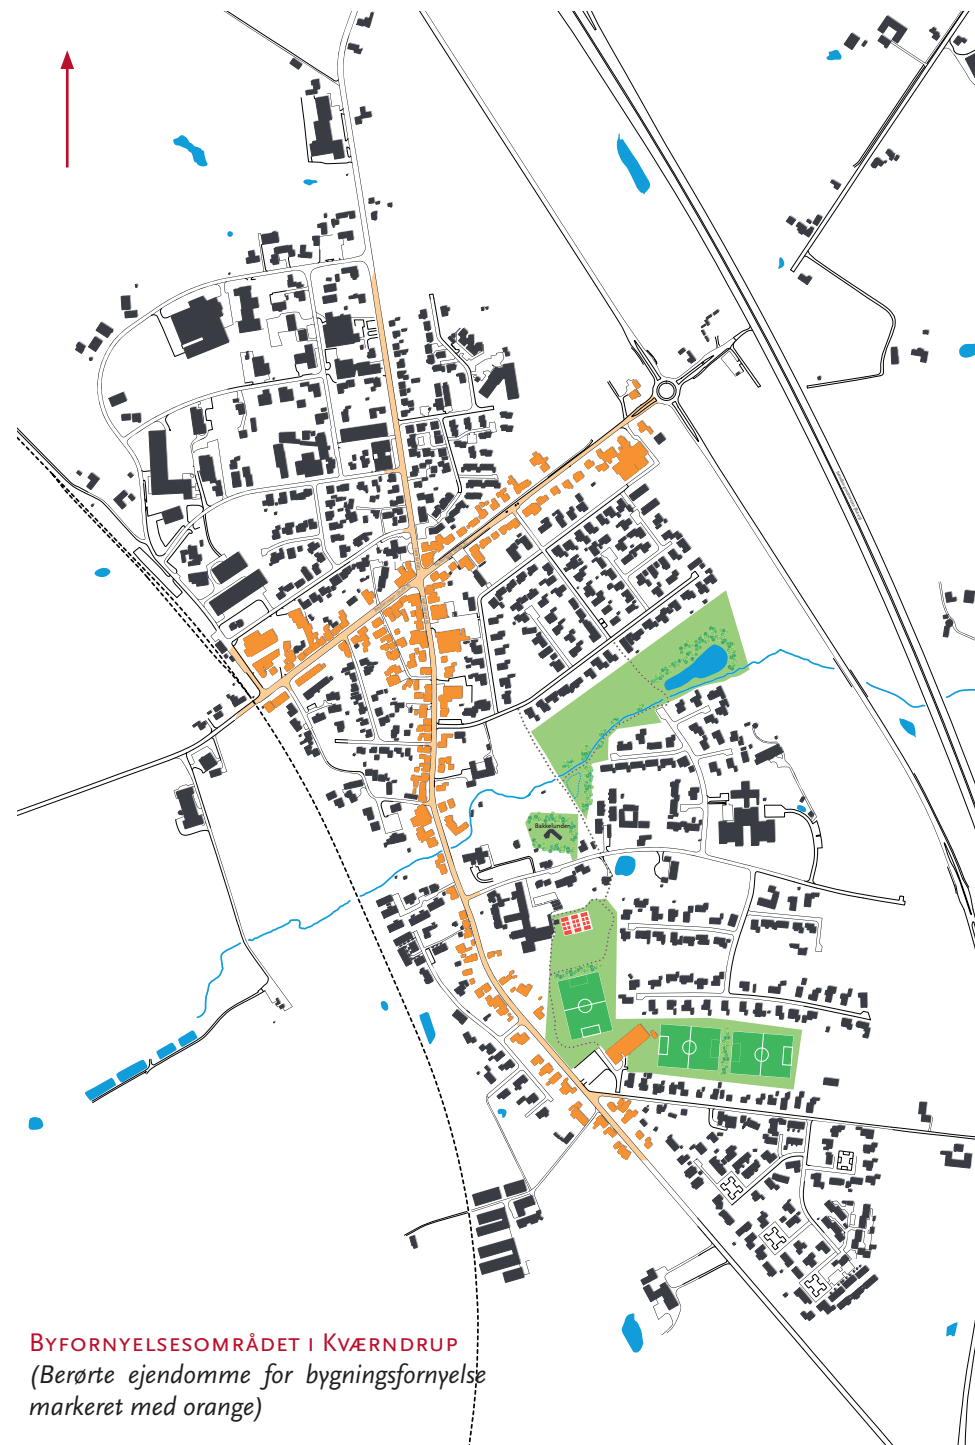 Bakkelunden
Byfornyelsesområdet i Kværndrup
(Berørte ejendomme for bygningsfornyelse
markeret med orange)